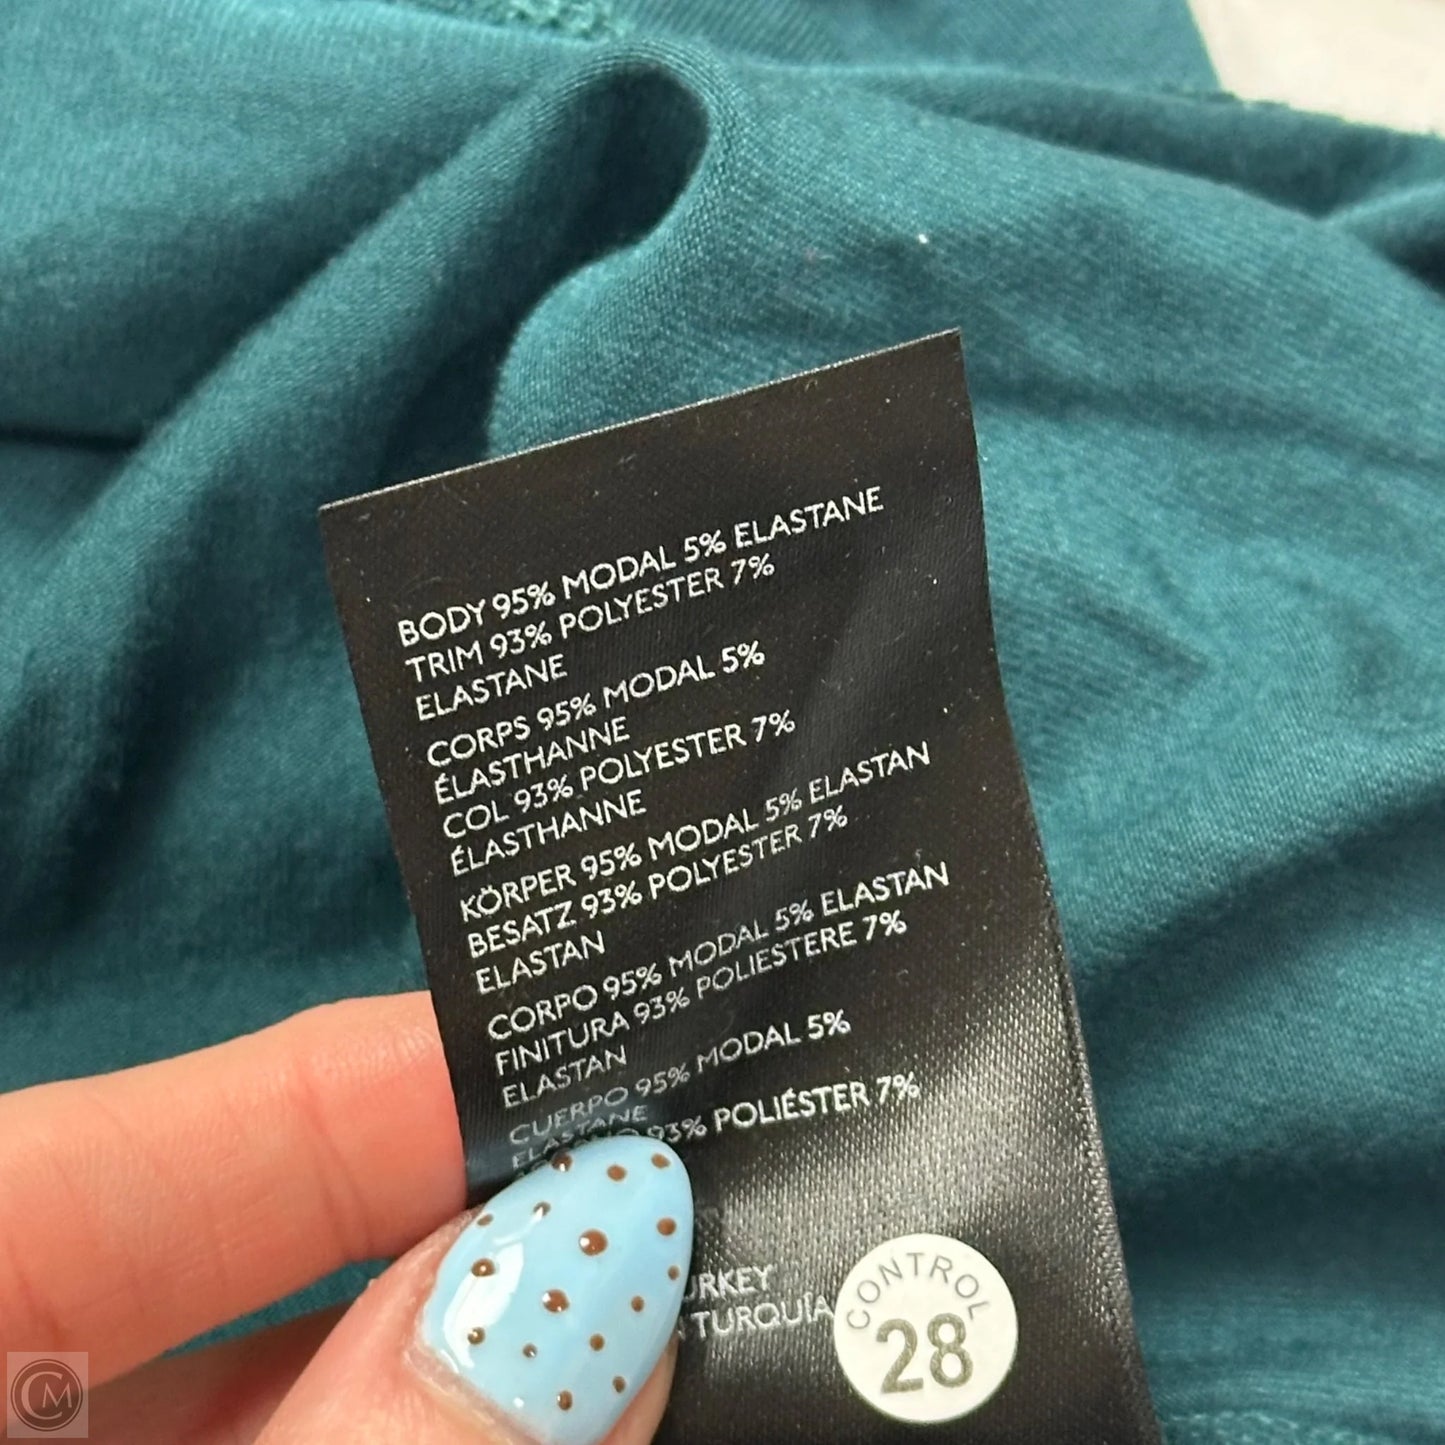 BODY 95% MODAL 5% ELASTANE
TRIM 93% POLYESTER 7%
ELASTANE
CORPS 95% MODAL 5%
ÉLASTHANNE
COL 93% POLYESTER 7%
ÉLASTHANNE
KÖRPER 95% MODAL 5% ELASTAN
BESATZ 93% POLYESTER 7%
ELASTAN
CORPO 95% MODAL 5% ELASTAN
FINITURA 93% POLIESTERE 7%
ELASTAN
CUERPO 95% MODAL 5%
ELASTANE
93% POLIÉSTER 7%
URKEY
TURQUÍA
CONTROL
28
CM